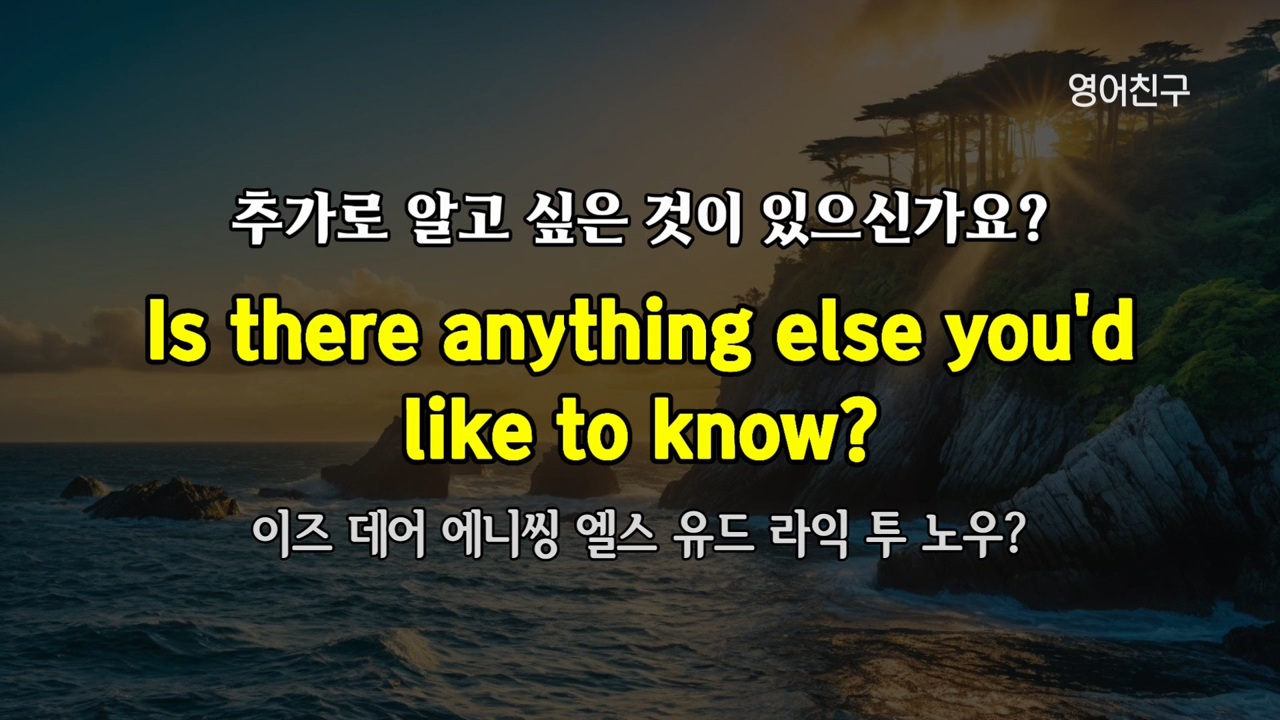 영어친구
추가로 알고 싶은 것이 있으신가요?
Is there anything else you'd
like to know?
이즈 데어 에니씽 엘스 유드 라익 투 노우?